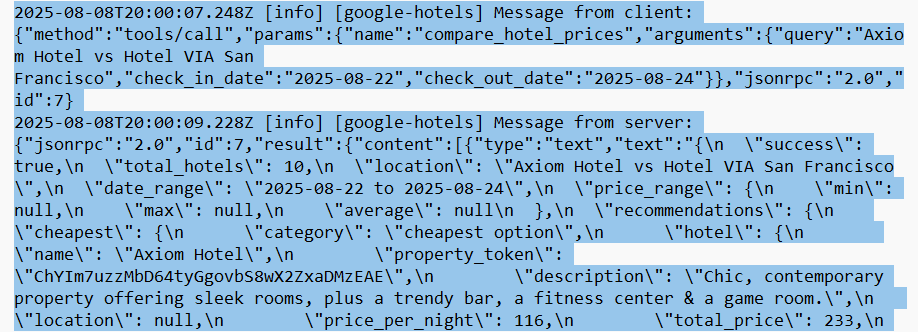 2025-08-08T20:00:07.248Z [info] [google-hotels] Message from client:
{"method":"tools/call","params":{"name":"compare_hotel_prices","arguments":{"query":"Axio
m Hotel vs Hotel VIA San
Francisco","check_in_date":"2025-08-22","check_out_date":"2025-08-24"}},"jsonrpc":"2.0","
id":7}
2025-08-08T20:00:09.228Z [info] [google-hotels] Message from server:
{"jsonrpc":"2.0","id":7,"result":{"content":[{"type":"text","text":"{\n  \"success\":
true,\n  \"total_hotels\": 10,\n  \"location\": \"Axiom Hotel vs Hotel VIA San Francisco
\",\n  \"date_range\": \"2025-08-22 to 2025-08-24\",\n  \"price_range\": {\n    \"min\":
null,\n    \"max\": null,\n    \"average\": null\n  },\n  \"recommendations\": {\n
\"cheapest\": {\n      \"category\": \"cheapest option\",\n      \"hotel\": {\n
\"name\": \"Axiom Hotel\",\n        \"property_token\":
\"ChYIm7uzzMbD64tyGgovbS8wX2ZxaDMzEAE\",\n        \"description\": \"Chic, contemporary
property offering sleek rooms, plus a trendy bar, a fitness center & a game room.\",\n
\"location\": null,\n        \"price_per_night\": 116,\n        \"total_price\": 233,\n